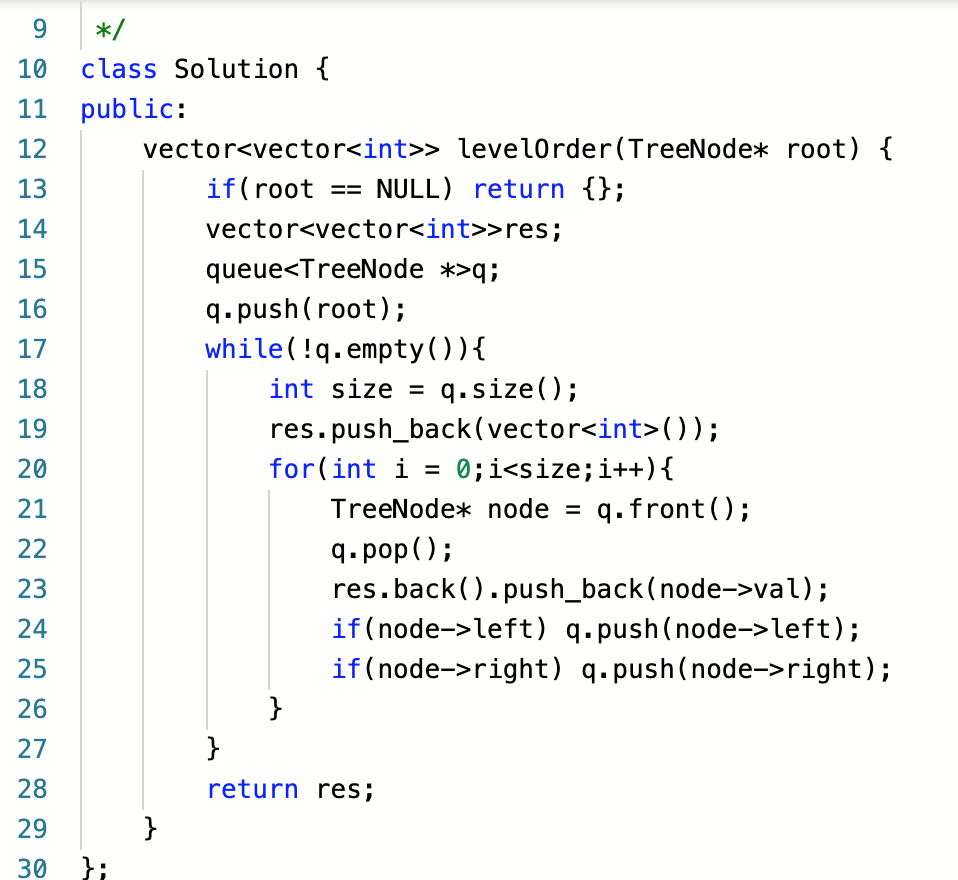 9 */
10 class Solution {
11 public:
12 vector<vector<int>> levelOrder(TreeNode* root) {
13 if(root == NULL) return {};
14 vector<vector<int>>res;
15 queue<TreeNode *>q;
16 q.push(root);
17 while(!q.empty()){
18 int size = q.size();
19 res.push_back(vector<int>());
20 for(int i = 0;i<size;i++){
21 TreeNode* node = q.front();
22 q.pop();
23 res.back().push_back(node->val);
24 if(node->left) q.push(node->left);
25 if(node->right) q.push(node->right);
26 }
27 }
28 return res;
29 }
30 };